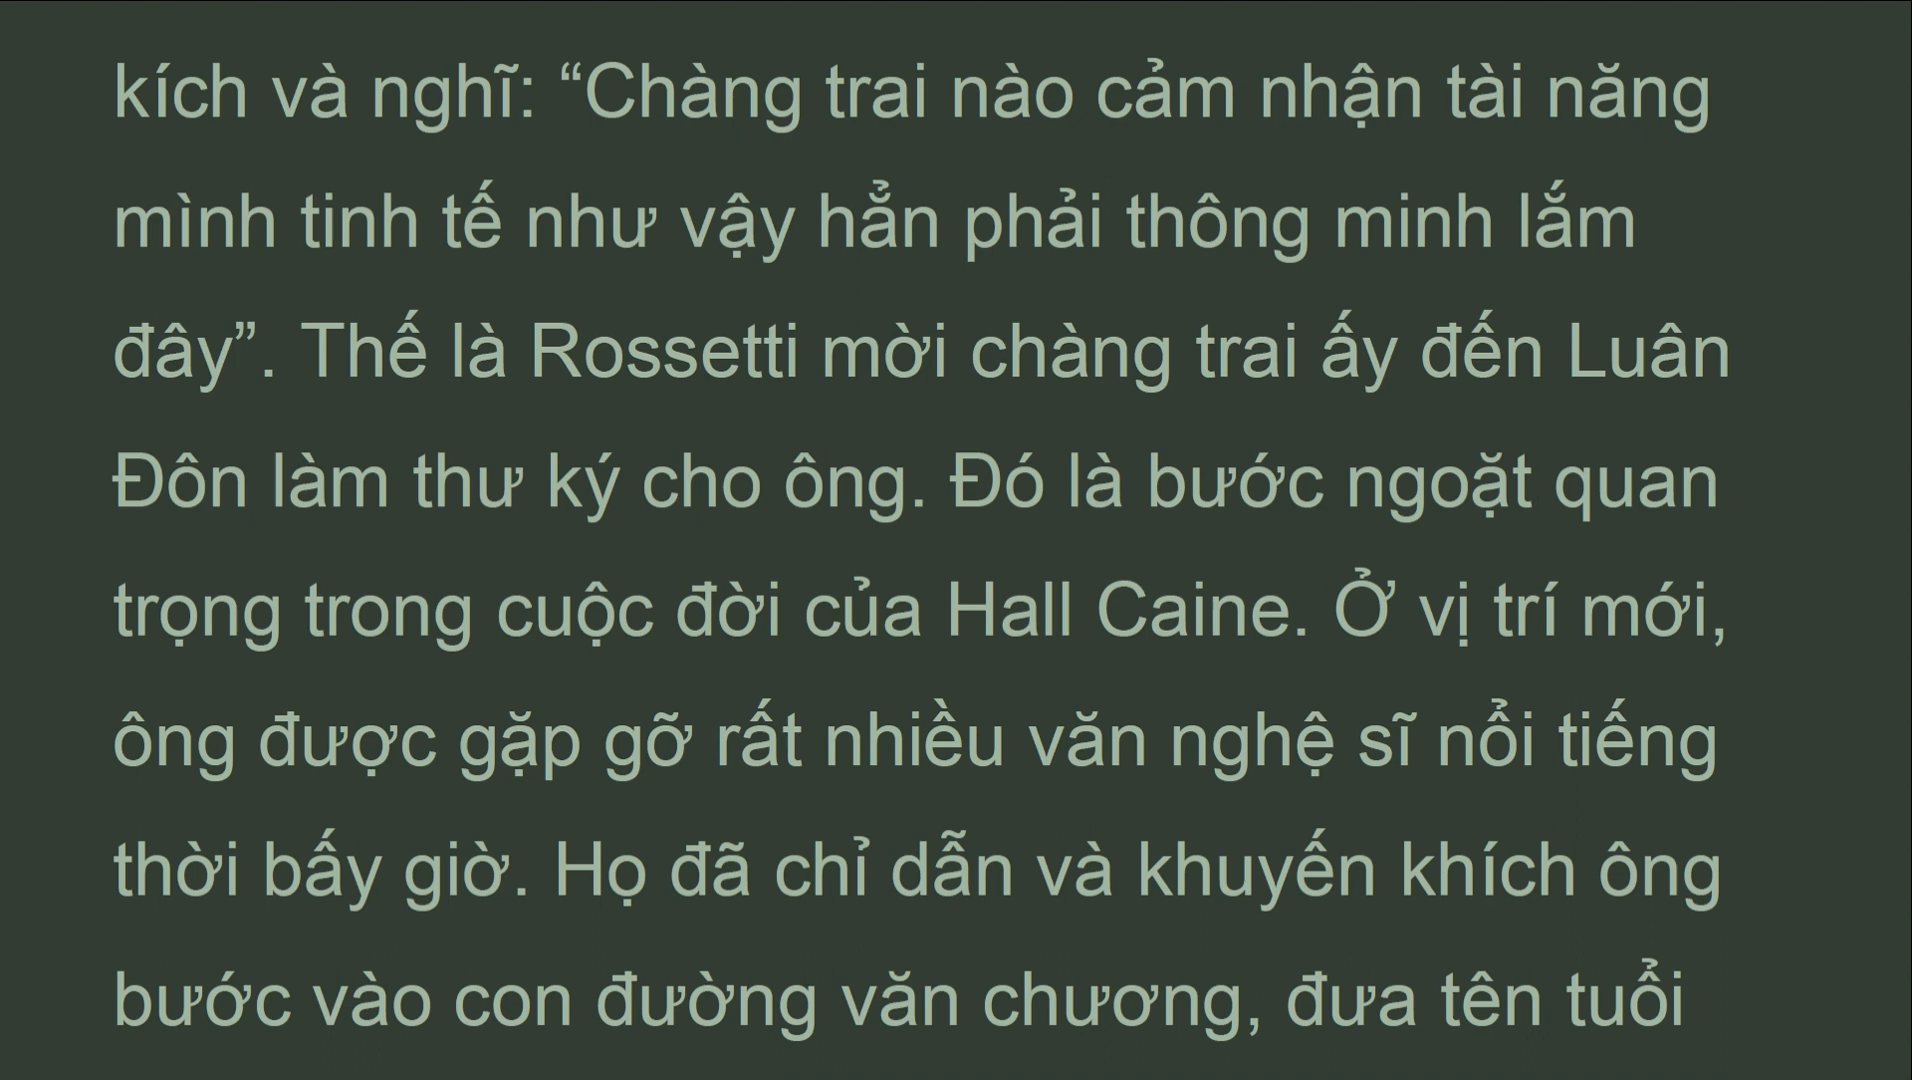 kích và nghĩ: “Chàng trai nào cảm nhận tài năng
mình tinh tế như vậy hẳn phải thông minh lắm
đây”. Thế là Rossetti mời chàng trai ấy đến Luân
Đôn làm thư ký cho ông. Đó là bước ngoặt quan
trọng trong cuộc đời của Hall Caine. Ở vị trí mới,
ông được gặp gỡ rất nhiều văn nghệ sĩ nổi tiếng
thời bấy giờ. Họ đã chỉ dẫn và khuyến khích ông
bước vào con đường văn chương, đưa tên tuổi